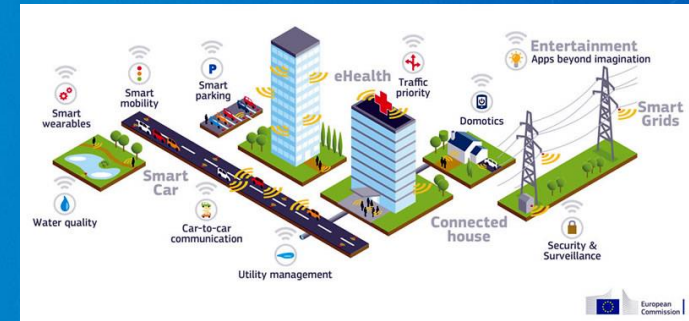 Entertainment
Apps beyond imagination
eHealth
Traffic
priority
P
Smart
parking
Smart
mobility
Smart
wearables
Domotics
Smart
Grids
Smart
Car
Water quality
Car-to-car
communication
Connected
house
Utility management
Security &
Surveillance
European
Commission